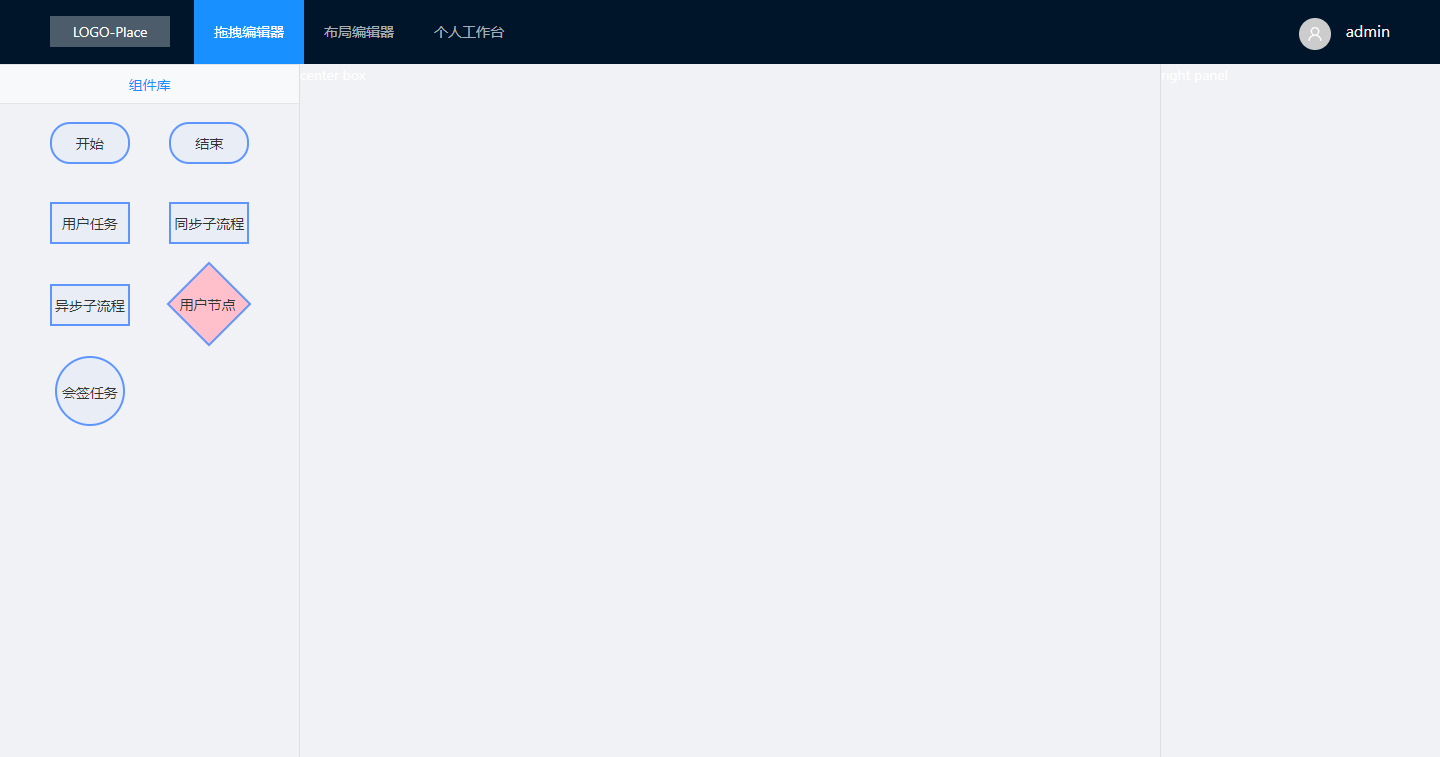 LOGO-Place
拖拽编辑器
布局编辑器
个人工作台
admin
组件库
开始
结束
用户任务
同步子流程
异步子流程
用户节点
会签任务
center box
right panel